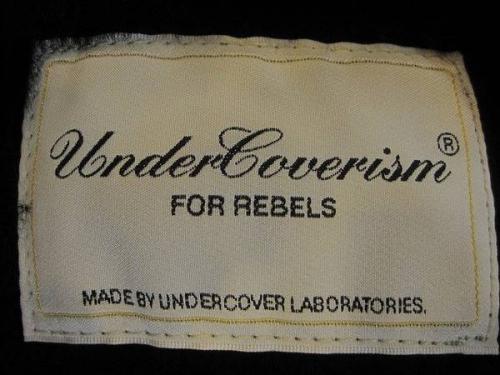 UnderCoverism®
FOR REBELS
MADE BY UNDERCOVER LABORATORIES.